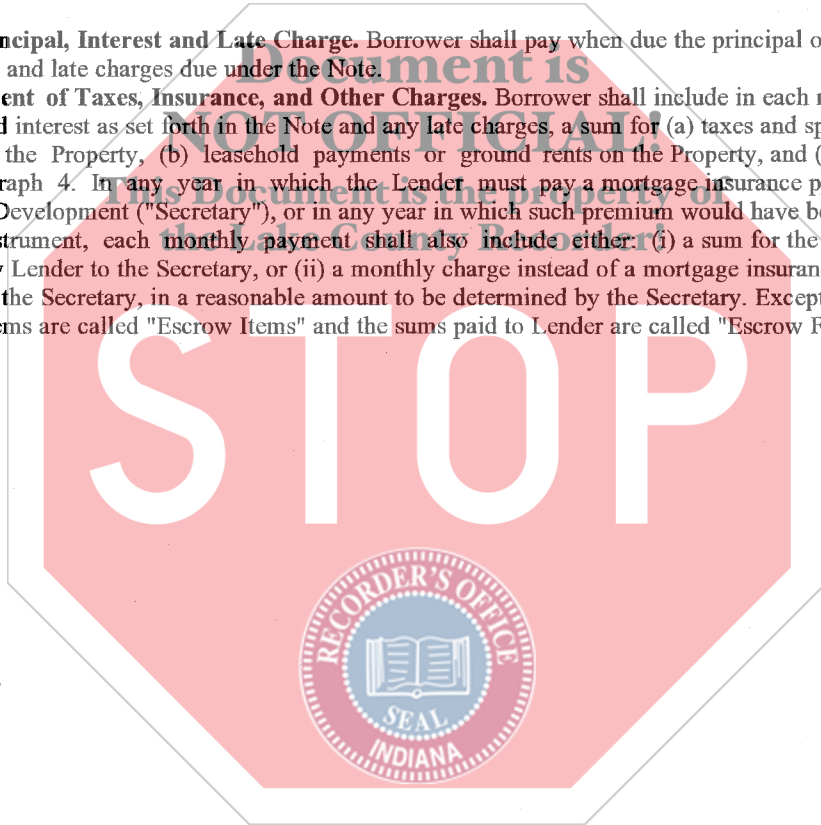 ncipal, Interest and Late Charge. Borrower shall pay when due the principal o
and late charges due under the Note.
Document is
ent of Taxes, Insurance, and Other Charges. Borrower shall include in each
d interest as set forth in the Note and any late charges, a sum for (a) taxes and sp
NOT OFFICIAL!
the Property, (b) leasehold payments or ground rents on the Property, and (
raph 4. In any year in which the Lender must pay a mortgage insurance p
This Document is the property of
Development ("Secretary"), or in any year in which such premium would have b
strument, each monthly payment shall also include either: (i) a sum for the
the Lake County Recorder!
Lender to the Secretary, or (ii) a monthly charge instead of a mortgage insuran
the Secretary, in a reasonable amount to be determined by the Secretary. Except
ms are called "Escrow Items" and the sums paid to Lender are called "Escrow F
STOP
RECORDER'S OFFICE
SEAL
INDIANA